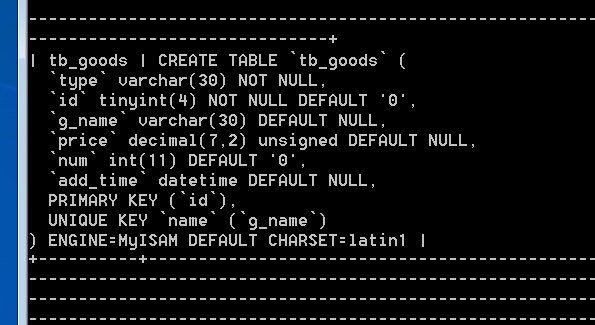 | tb_goods | CREATE TABLE `tb_goods` (
`type` varchar(30) NOT NULL,
`id` tinyint(4) NOT NULL DEFAULT '0',
`g_name` varchar(30) DEFAULT NULL,
`price` decimal(7,2) unsigned DEFAULT NULL,
`num` int(11) DEFAULT '0',
`add_time` datetime DEFAULT NULL,
PRIMARY KEY (`id`),
UNIQUE KEY `name` (`g_name`)
) ENGINE=MyISAM DEFAULT CHARSET=latin1 |